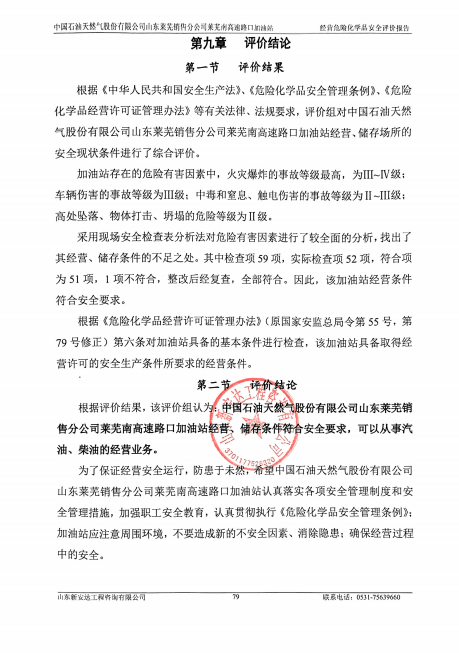 中国石油天然气股份有限公司山东莱芜销售分公司莱芜南高速路口加油站 经营危险化学品安全评价报告
第九章 评价结论
第一节 评价结果
根据《中华人民共和国安全生产法》、《危险化学品安全管理条例》、《危险
化学品经营许可证管理办法》等有关法律、法规要求，评价组对中国石油天然
气股份有限公司山东莱芜销售分公司莱芜南高速路口加油站经营、储存场所的
安全现状条件进行了综合评价。
加油站存在的危险有害因素中，火灾爆炸的事故等级最高，为III~IV级；
车辆伤害的事故等级为III级；中毒和窒息、触电伤害的事故等级为II~III级；
高处坠落、物体打击、坍塌的危险等级为II级。
采用现场安全检查表分析法对危险有害因素进行了较全面的分析，找出了
其经营、储存条件的不足之处。其中检查项 59 项，实际检查项 52 项，符合项
为 51 项，1 项不符合，整改后经复查，全部符合。因此，该加油站经营条件
符合安全要求。
根据《危险化学品经营许可证管理办法》（原国家安监总局令第 55 号，第
79 号修正）第六条对加油站具备的基本条件进行检查，该加油站具备取得经
营许可的安全生产条件所要求的经营条件。
第二节 评价结论
根据评价结果，该评价组认为：中国石油天然气股份有限公司山东莱芜销
售分公司莱芜南高速路口加油站经营、储存条件符合安全要求，可以从事汽
油、柴油的经营业务。
为了保证经营安全运行，防患于未然，希望中国石油天然气股份有限公司
山东莱芜销售分公司莱芜南高速路口加油站认真落实各项安全管理制度和安
全管理措施，加强职工安全教育，认真贯彻执行《危险化学品安全管理条例》；
加油站应注意周围环境，不要造成新的不安全因素、消除隐患；确保经营过程
中的安全。
山东新安达工程咨询有限公司 79 联系电话：0531-75639660